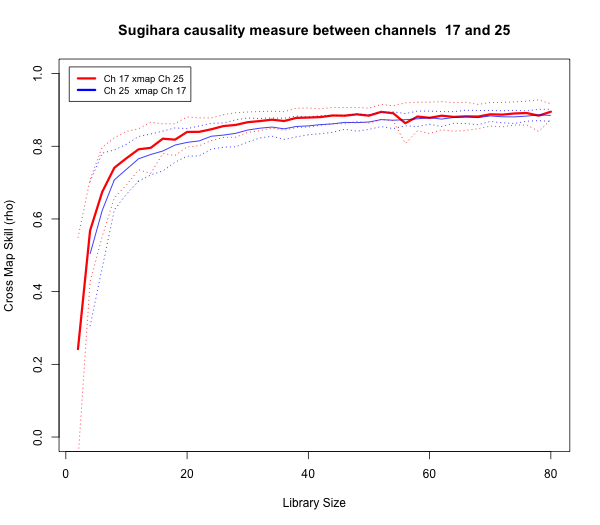 Sugihara causality measure between channels  17 and 25
Ch 17 xmap Ch 25
Ch 25  xmap Ch 17
Cross Map Skill (rho)
1.0
0.8
0.6
0.4
0.2
0.0
0 20 40 60 80
Library Size